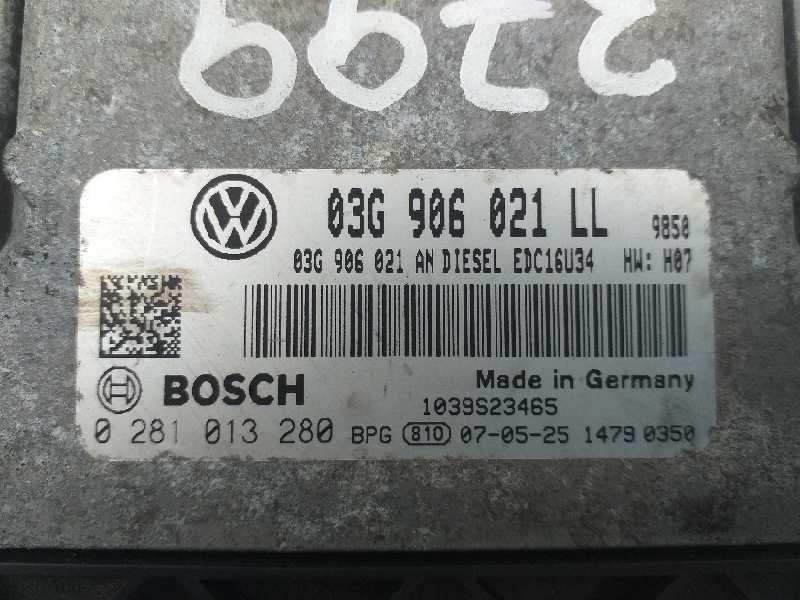 03G 906 021 LL 9850
03G 906 021 AN DIESEL EDC16U34 HW: H07
BOSCH Made in Germany
1039S23465
0 281 013 280 BPG 810 07-05-25 1479 0350